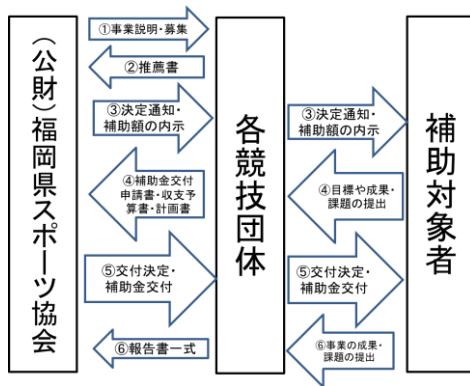 (公財)福岡県スポーツ協会
①事業説明・募集
②推薦書
③決定通知・
補助額の内示
④補助金交付
申請書・収支予
算書・計画書
⑤交付決定・
補助金交付
⑥報告書一式
各競技団体
③決定通知・
補助額の内示
④目標や成果・
課題の提出
⑤交付決定・
補助金交付
⑥事業の成果・
課題の提出
補助対象者